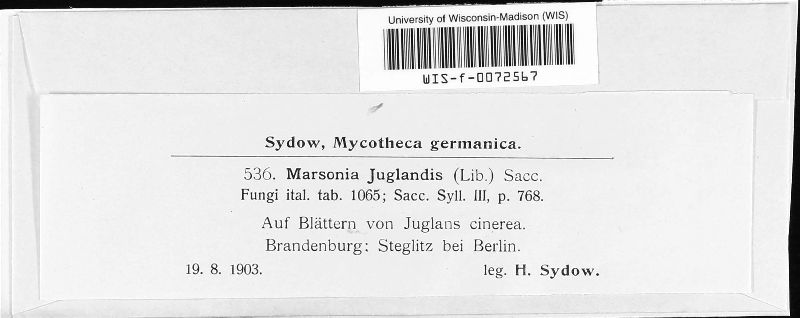 University of Wisconsin-Madison (WIS)
WIS-f-0072567
Sydow, Mycotheca germanica.
536. Marsonia Juglandis (Lib.) Sacc.
Fungi ital. tab. 1065; Sacc. Syll. III, p. 768.
Auf Blättern von Juglans cinerea.
Brandenburg: Steglitz bei Berlin.
19. 8. 1903. leg. H. Sydow.